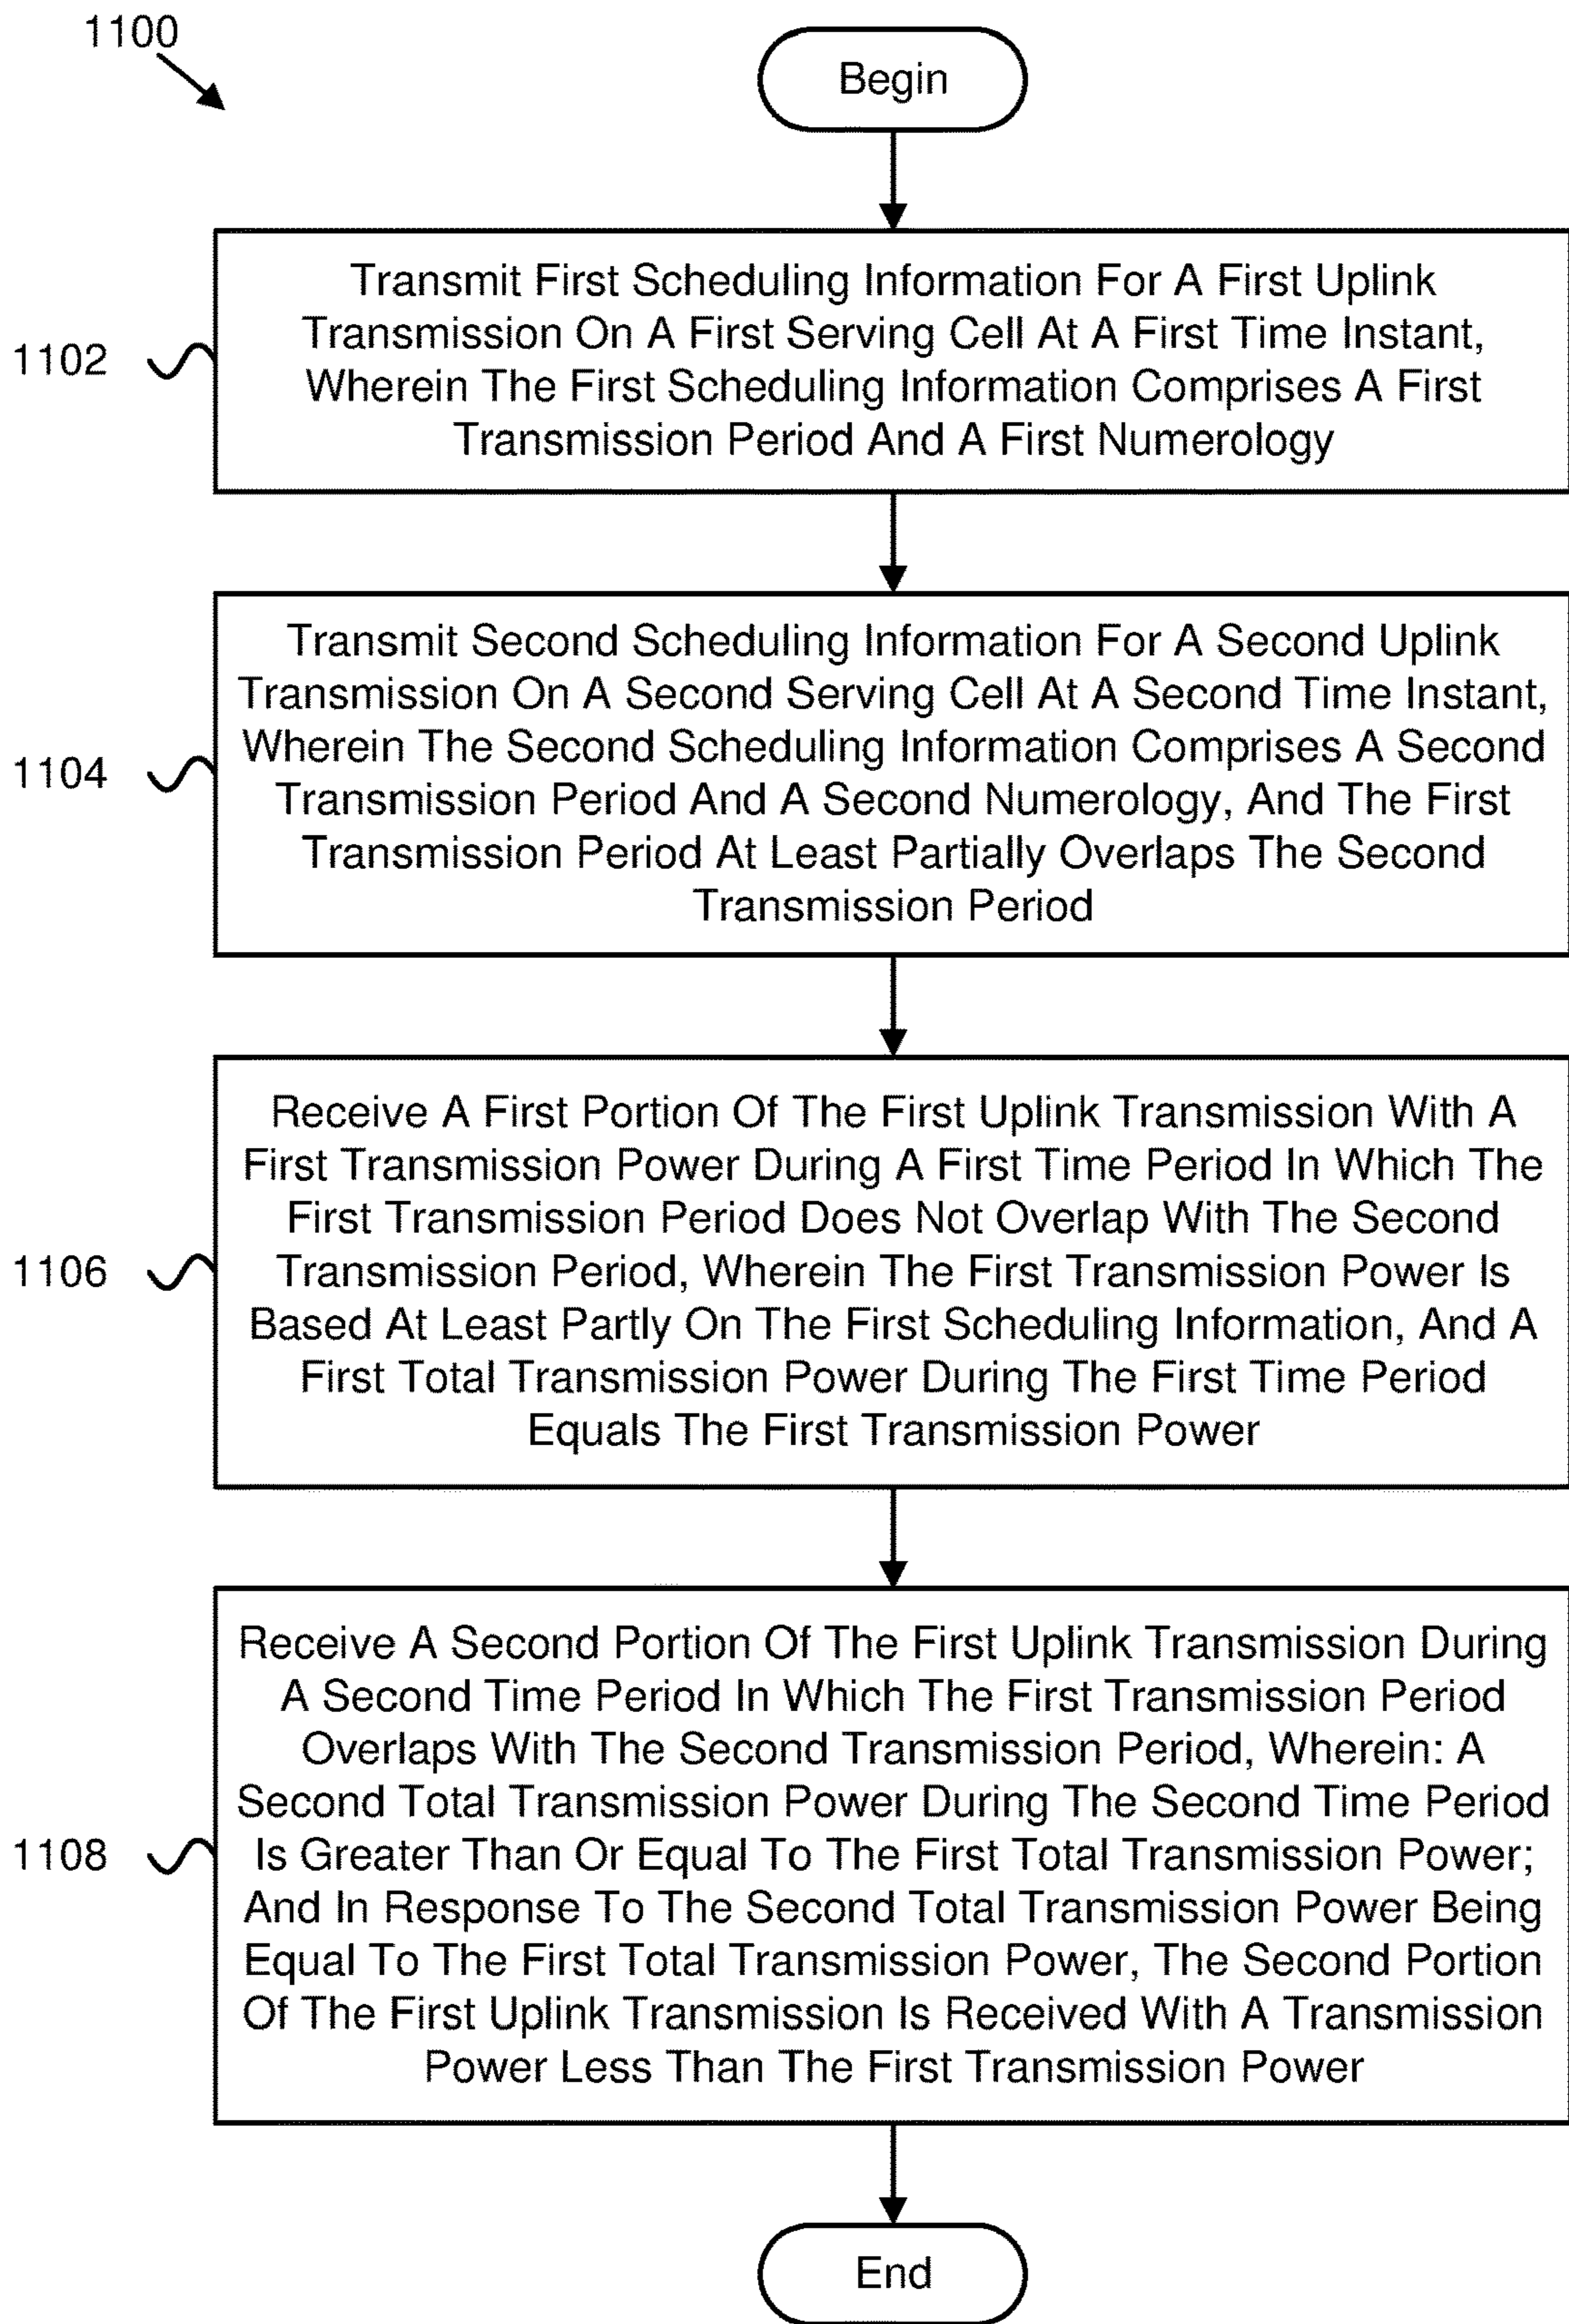 1100
Begin
Transmit First Scheduling Information For A First Uplink
Transmission On A First Serving Cell At A First Time Instant,
Wherein The First Scheduling Information Comprises A First
Transmission Period And A First Numerology
1102
Transmit Second Scheduling Information For A Second Uplink
Transmission On A Second Serving Cell At A Second Time Instant,
Wherein The Second Scheduling Information Comprises A Second
Transmission Period And A Second Numerology, And The First
Transmission Period At Least Partially Overlaps The Second
Transmission Period
1104
Receive A First Portion Of The First Uplink Transmission With A
First Transmission Power During A First Time Period In Which The
First Transmission Period Does Not Overlap With The Second
Transmission Period, Wherein The First Transmission Power Is
Based At Least Partly On The First Scheduling Information, And A
First Total Transmission Power During The First Time Period
Equals The First Transmission Power
1106
Receive A Second Portion Of The First Uplink Transmission During
A Second Time Period In Which The First Transmission Period
Overlaps With The Second Transmission Period, Wherein: A
Second Total Transmission Power During The Second Time Period
Is Greater Than Or Equal To The First Total Transmission Power;
And In Response To The Second Total Transmission Power Being
Equal To The First Total Transmission Power, The Second Portion
Of The First Uplink Transmission Is Received With A Transmission
Power Less Than The First Transmission Power
1108
End